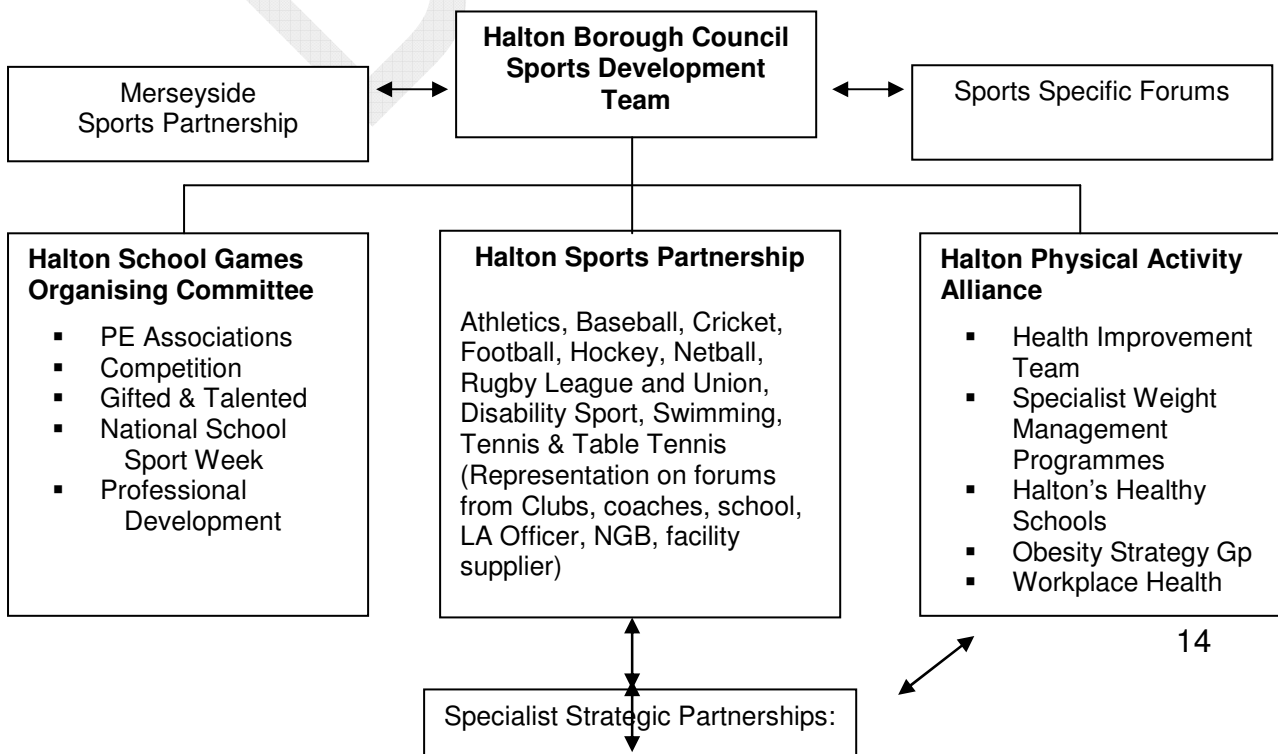 Halton Borough Council
Sports Development
Team
Merseyside
Sports Partnership
Sports Specific Forums
Halton School Games
Organising Committee
▪ PE Associations
▪ Competition
▪ Gifted & Talented
▪ National School
Sport Week
▪ Professional
Development
Halton Sports Partnership
Athletics, Baseball, Cricket,
Football, Hockey, Netball,
Rugby League and Union,
Disability Sport, Swimming,
Tennis & Table Tennis
(Representation on forums
from Clubs, coaches, school,
LA Officer, NGB, facility
supplier)
Halton Physical Activity
Alliance
▪ Health Improvement
Team
▪ Specialist Weight
Management
Programmes
▪ Halton’s Healthy
Schools
▪ Obesity Strategy Gp
▪ Workplace Health
14
Specialist Strategic Partnerships: